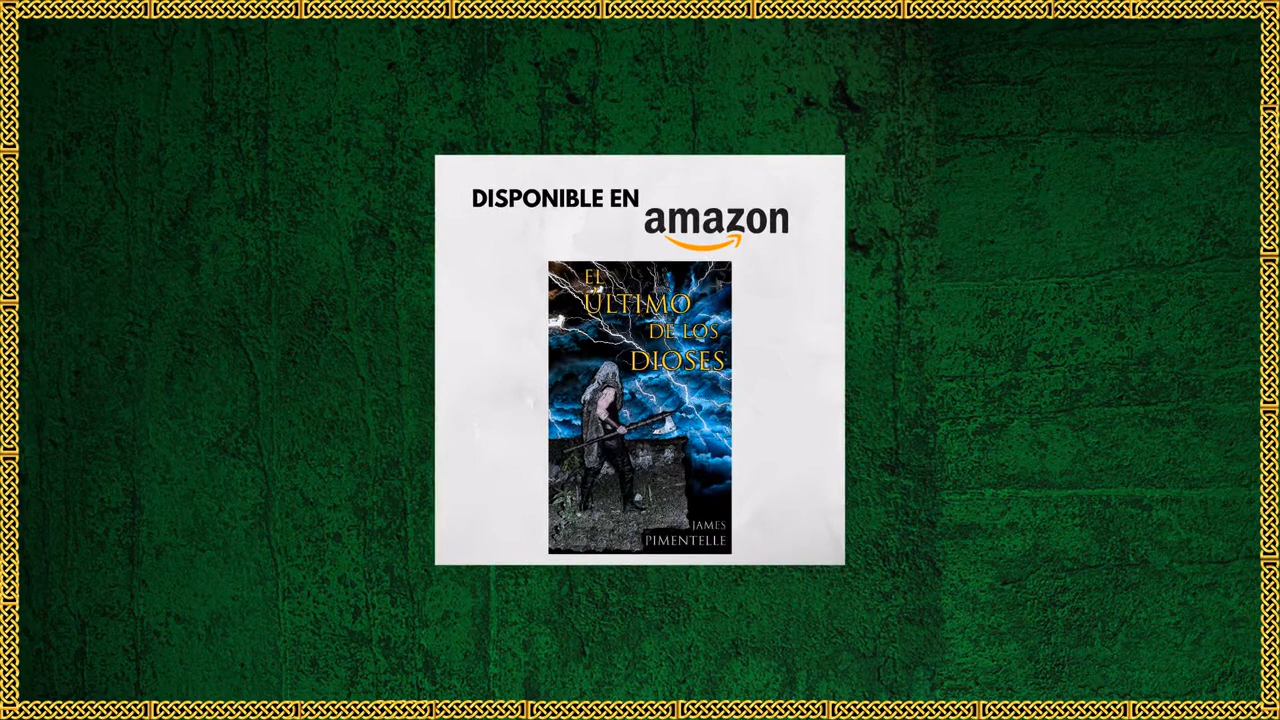 DISPONIBLE EN
amazon
EL
ÚLTIMO
DE LOS
DIOSES
JAMES
PIMENTELLE